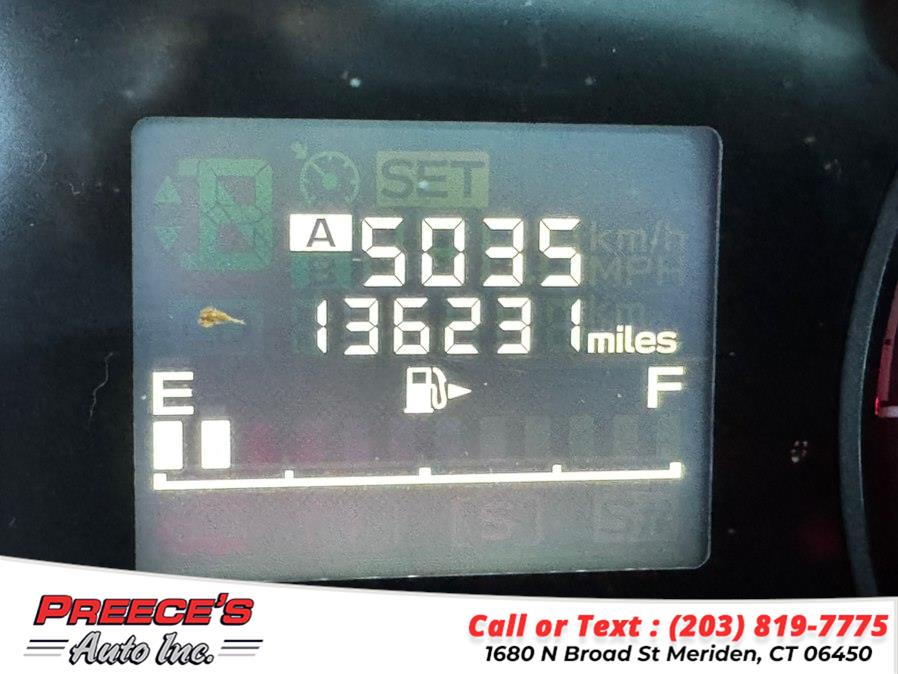 SET
A 5035
km/h
MPH
km
136231 miles
E F
S
PREECE'S
Auto Inc.
Call or Text : (203) 819-7775
1680 N Broad St Meriden, CT 06450